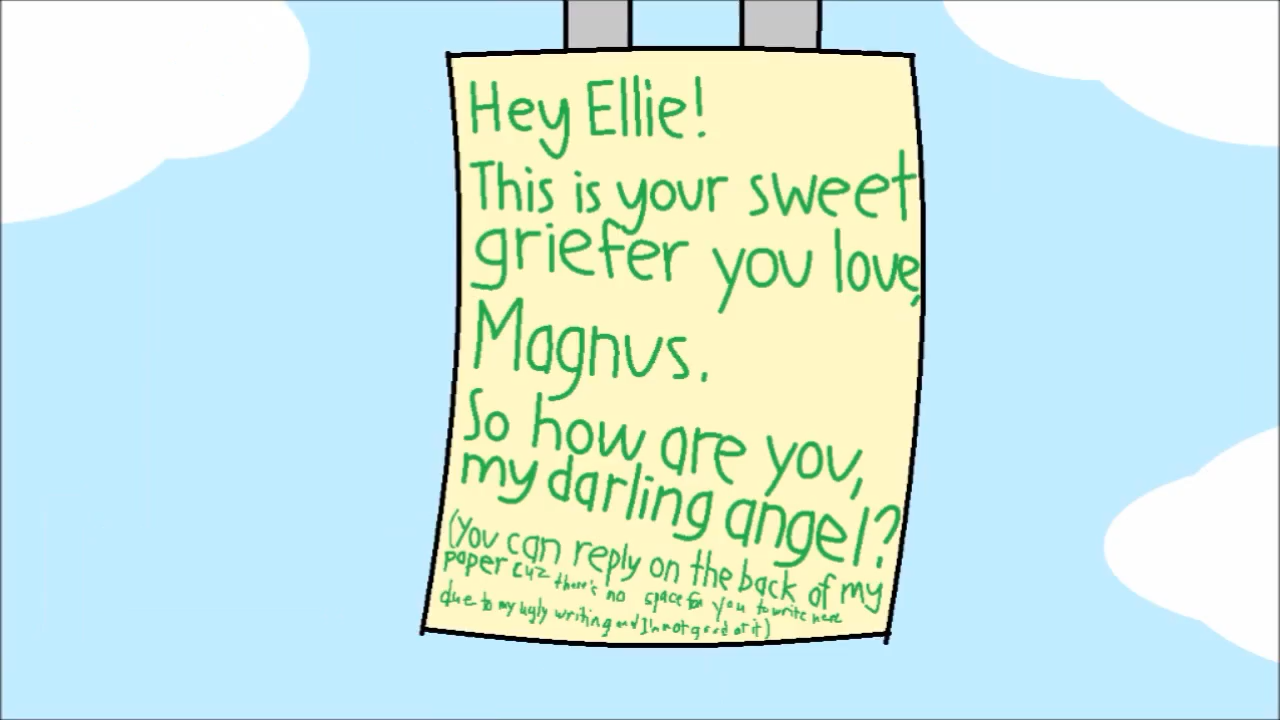 Hey Ellie!
This is your sweet
griefer you love,
Magnus.
So how are you,
my darling angel?
(You can reply on the back of my
paper cuz there's no space for you to write here
due to my ugly writing and I'm not good at it)